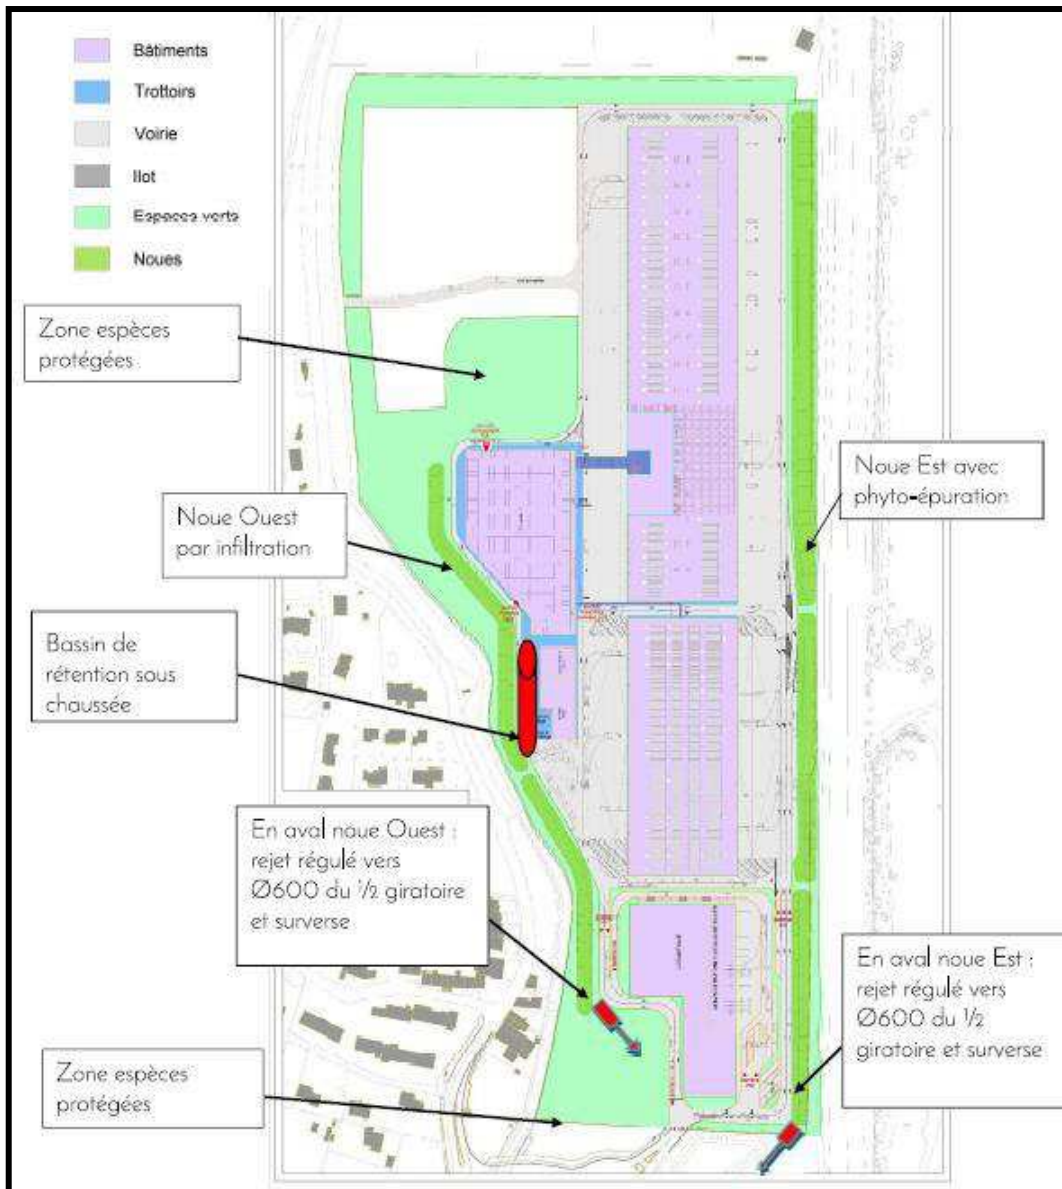 Bâtiments
Trottoirs
Voirie
Ilot
Espaces verts
Noues
Zone espèces
protégées
Noue Est avec
phyto-épuration
Noue Ouest
par infiltration
Bassin de
rétention sous
chaussée
En aval noue Ouest :
rejet régulé vers
Ø600 du ½ giratoire
et surverse
En aval noue Est :
rejet régulé vers
Ø600 du ½
giratoire et surverse
Zone espèces
protégées